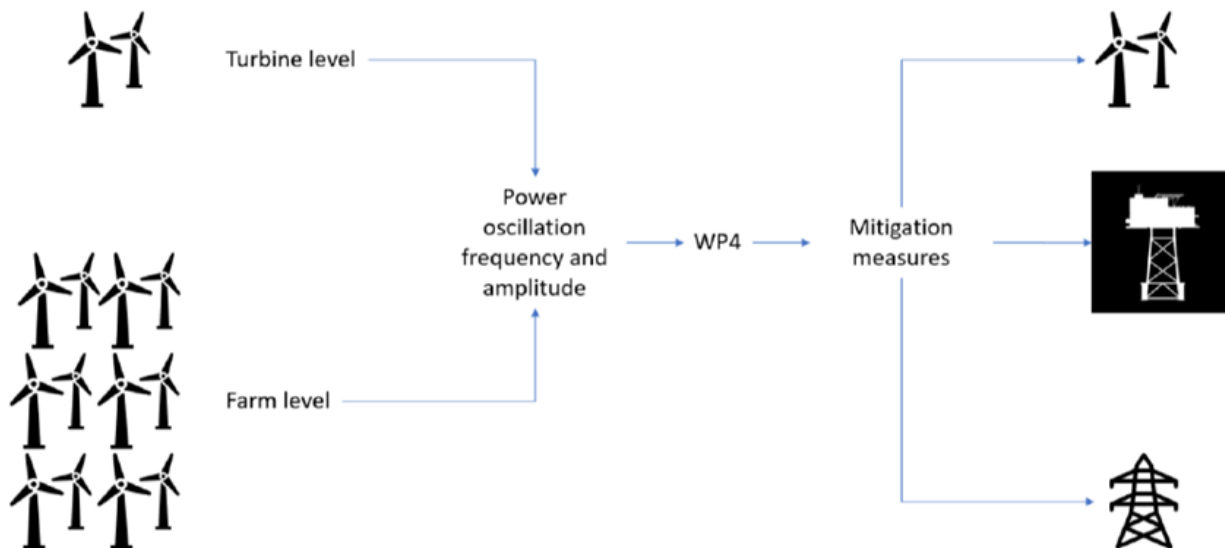 Turbine level
Power
oscillation
frequency and
amplitude
WP4
Mitigation
measures
Farm level